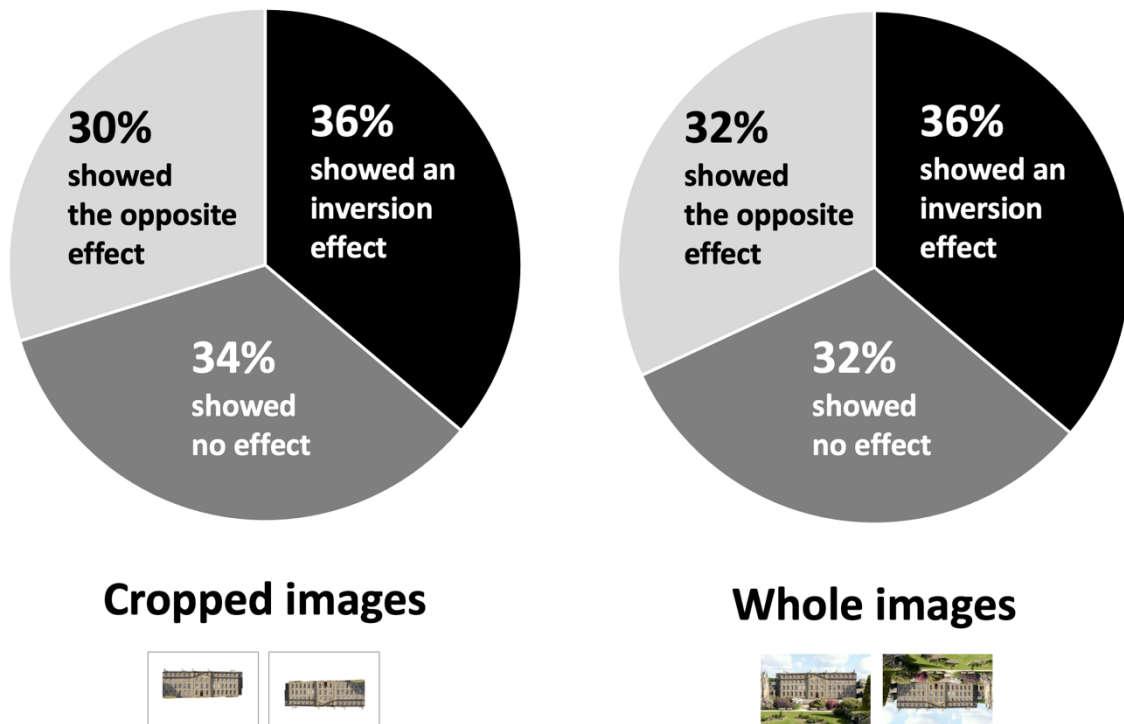 30%
showed
the opposite
effect
36%
showed an
inversion
effect
34%
showed
no effect
Cropped images
32%
showed
the opposite
effect
36%
showed an
inversion
effect
32%
showed
no effect
Whole images